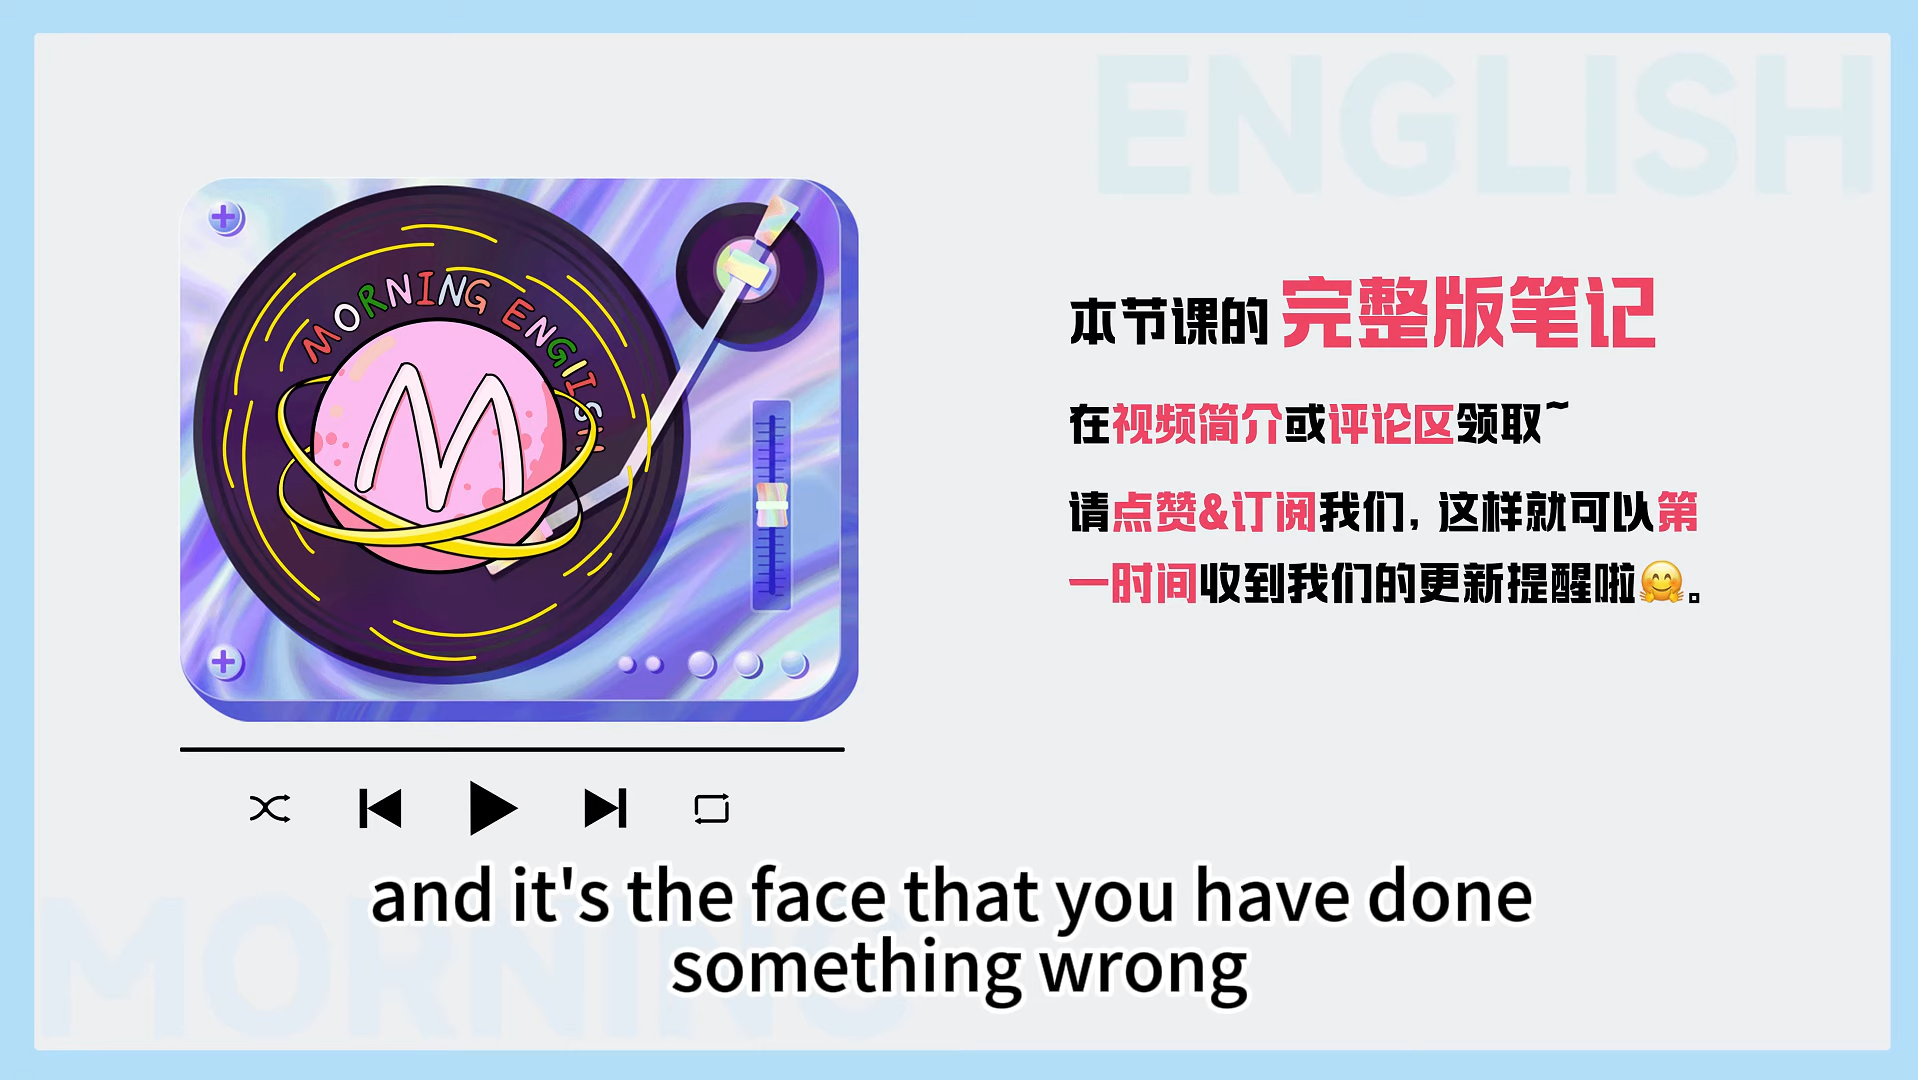 ENGLISH
MORNING ENGLISH
M
本节课的 完整版笔记
在视频简介或评论区领取~
请点赞&订阅我们，这样就可以第
一时间收到我们的更新提醒啦🤗。
MORNING
and it's the face that you have done
something wrong